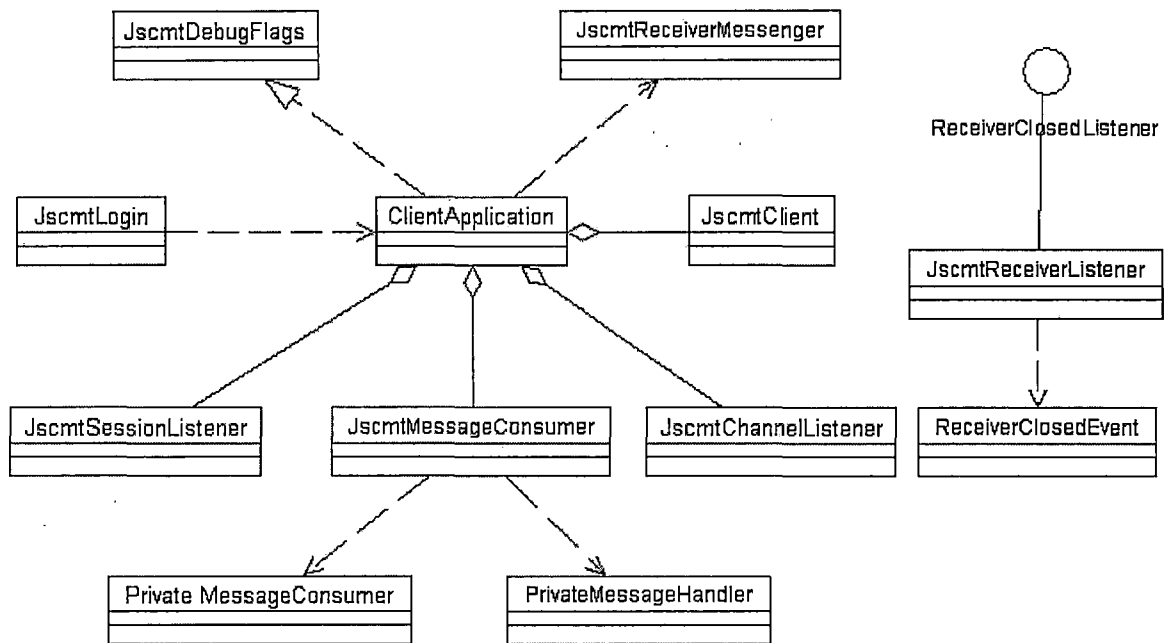 JscmtDebugFlags
JscmtReceiverMessenger
ReceiverClosedListener
JscmtLogin
ClientApplication
JscmtClient
JscmtReceiverListener
JscmtSessionListener
JscmtMessageConsumer
JscmtChannelListener
ReceiverClosedEvent
Private MessageConsumer
PrivateMessageHandler